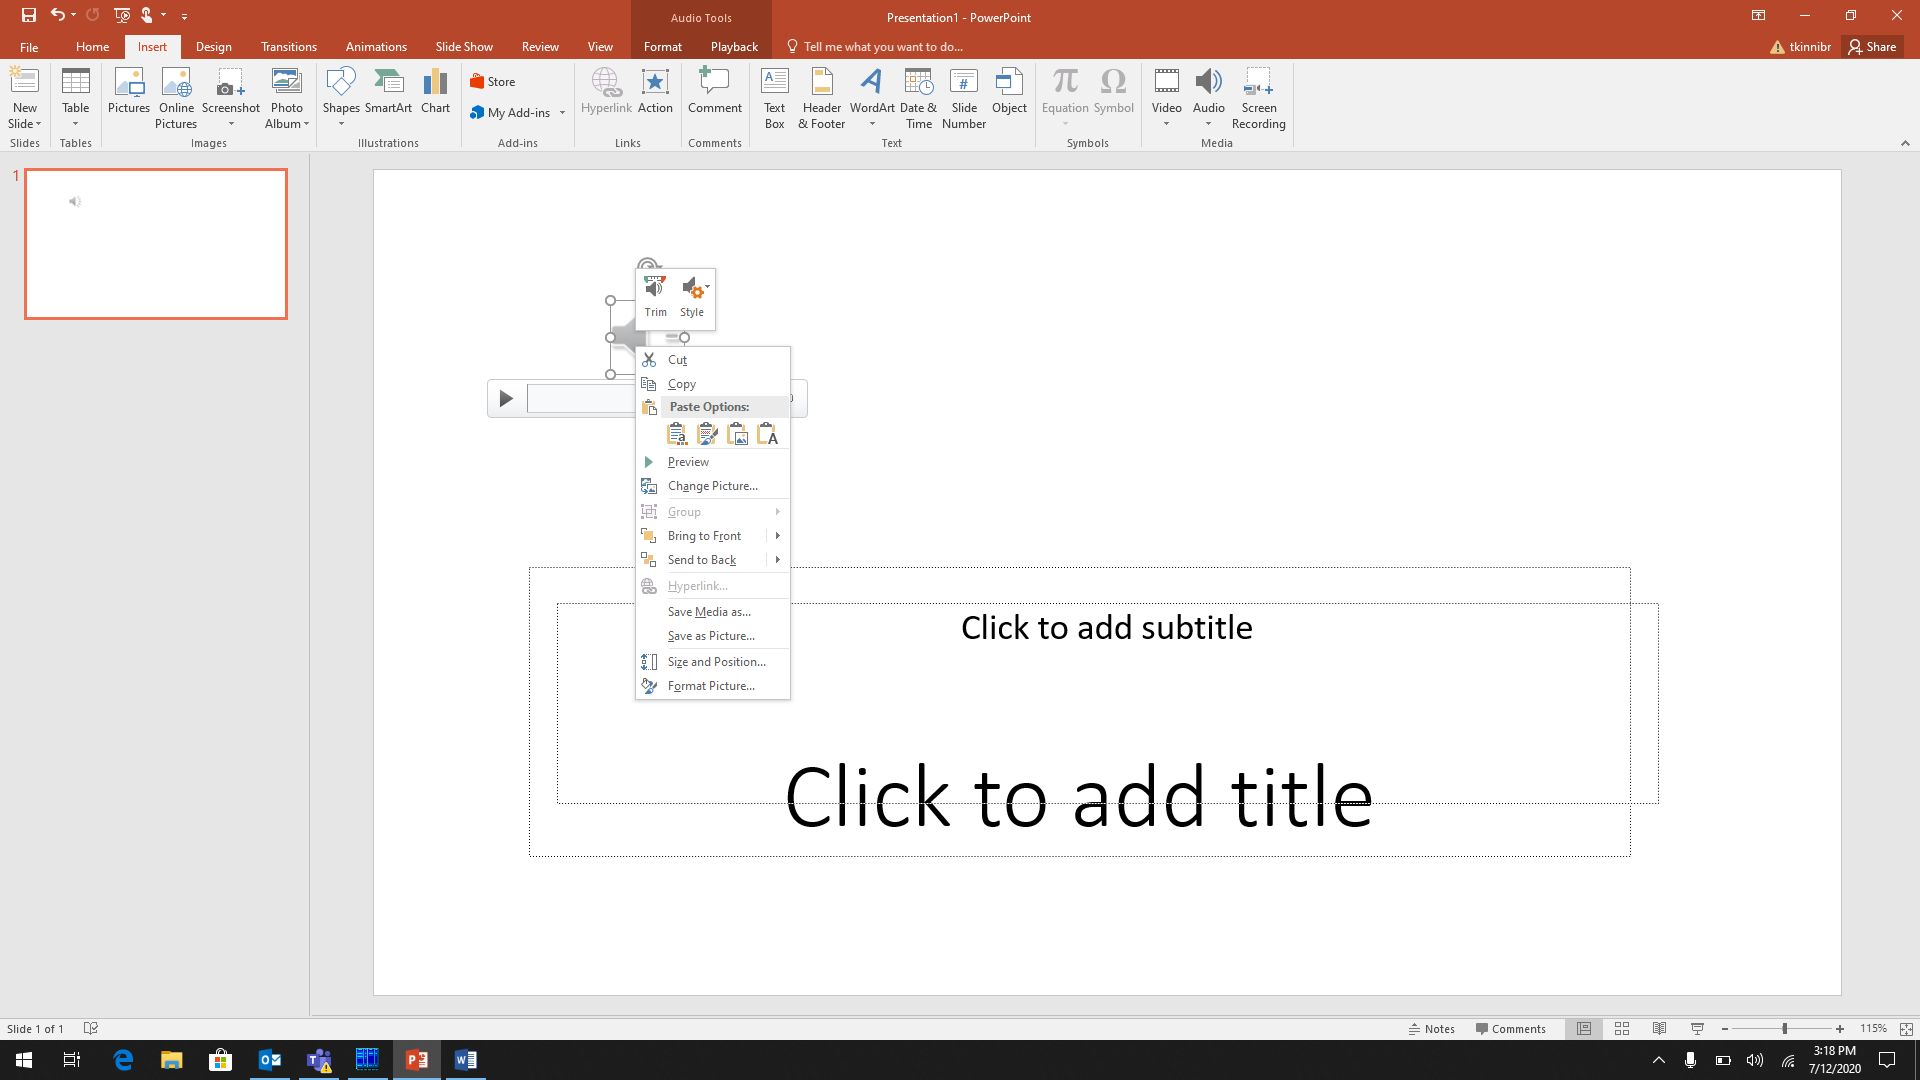 Audio Tools
Presentation1 - PowerPoint
File Home Insert Design Transitions Animations Slide Show Review View Format Playback Tell me what you want to do... tkinnibr Share
New Slide
Table
Pictures
Online Pictures
Screenshot
Photo Album
Shapes
SmartArt
Chart
Store
My Add-ins
Hyperlink
Action
Comment
Text Box
Header & Footer
WordArt
Date & Time
Slide Number
Object
Equation
Symbol
Video
Audio
Screen Recording
Slides Tables Images Illustrations Add-ins Links Comments Text Symbols Media
1
Trim Style
Cut
Copy
Paste Options:
Preview
Change Picture...
Group
Bring to Front
Send to Back
Hyperlink...
Save Media as...
Save as Picture...
Size and Position...
Format Picture...
Click to add subtitle
Click to add title
Slide 1 of 1
Notes Comments 115%
3:18 PM
7/12/2020